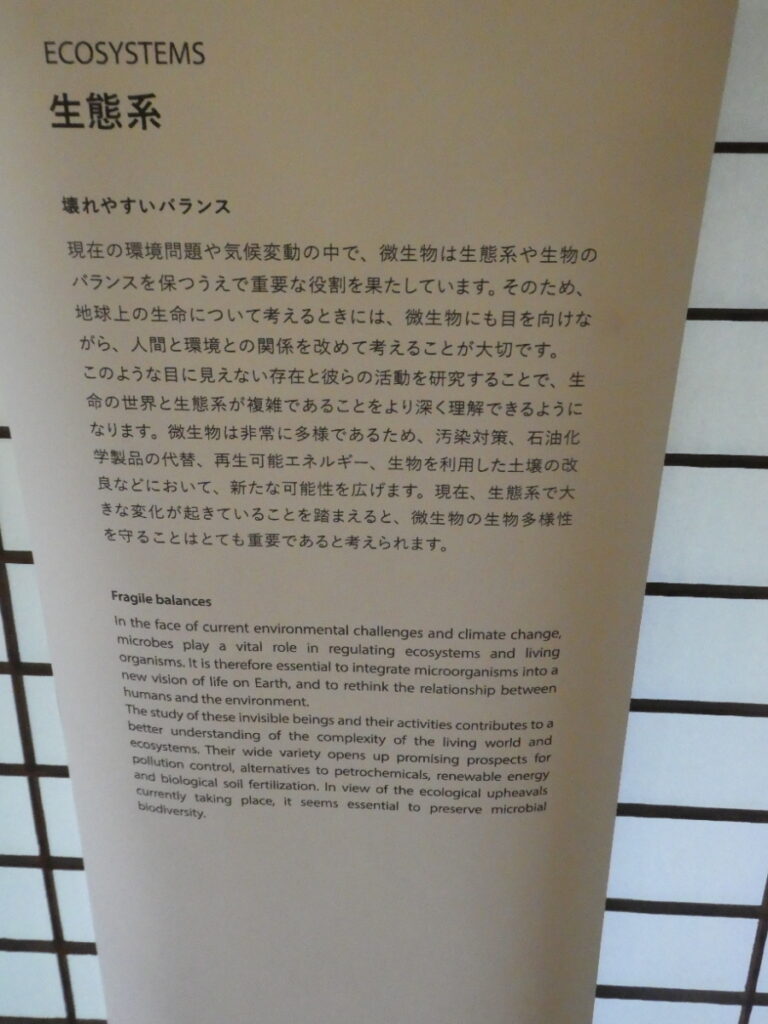 ECOSYSTEMS
生態系
壊れやすいバランス
現在の環境問題や気候変動の中で、微生物は生態系や生物の
バランスを保つうえで重要な役割を果たしています。そのため、
地球上の生命について考えるときには、微生物にも目を向けな
がら、人間と環境との関係を改めて考えることが大切です。
このような目に見えない存在と彼らの活動を研究することで、生
命の世界と生態系が複雑であることをより深く理解できるように
なります。微生物は非常に多様であるため、汚染対策、石油化
学製品の代替、再生可能エネルギー、生物を利用した土壌の改
良などにおいて、新たな可能性を広げます。現在、生態系で大
きな変化が起きていることを踏まえると、微生物の生物多様性
を守ることはとても重要であると考えられます。
Fragile balances
In the face of current environmental challenges and climate change,
microbes play a vital role in regulating ecosystems and living
organisms. It is therefore essential to integrate microorganisms into a
new vision of life on Earth, and to rethink the relationship between
humans and the environment.
The study of these invisible beings and their activities contributes to a
better understanding of the complexity of the living world and
ecosystems. Their wide variety opens up promising prospects for
pollution control, alternatives to petrochemicals, renewable energy
and biological soil fertilization. In view of the ecological upheavals
currently taking place, it seems essential to preserve microbial
biodiversity.